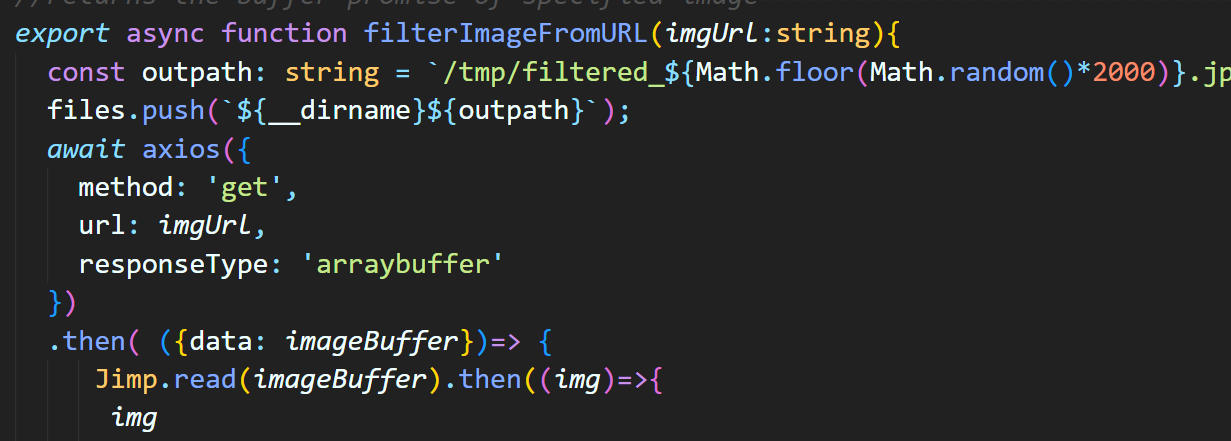 //returns the buffer promise of specified image
export async function filterImageFromURL(imgUrl:string){
const outpath: string = `/tmp/filtered_${Math.floor(Math.random()*2000)}.jp
files.push(`${__dirname}${outpath}`);
await axios({
method: 'get',
url: imgUrl,
responseType: 'arraybuffer'
})
.then( ({data: imageBuffer})=> {
Jimp.read(imageBuffer).then((img)=>{
img